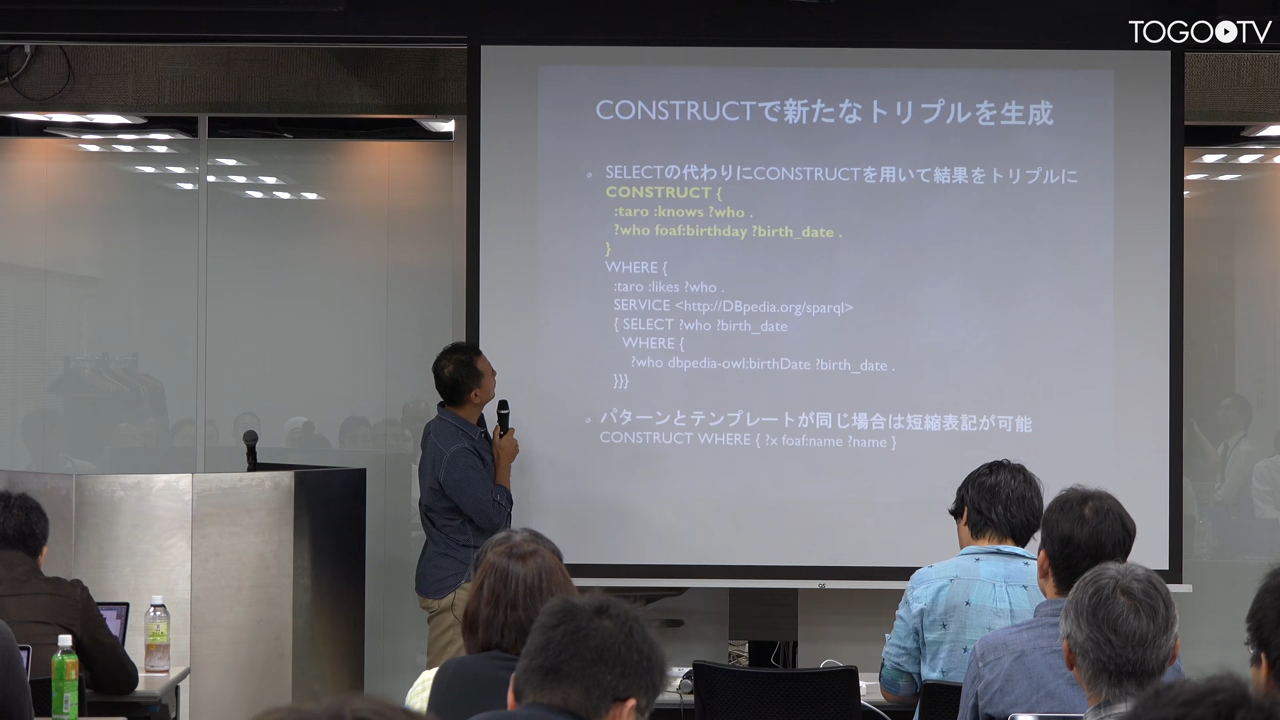 TOGO TV
CONSTRUCTで新たなトリプルを生成
SELECTの代わりにCONSTRUCTを用いて結果をトリプルに
CONSTRUCT {
:taro :knows ?who .
?who foaf:birthday ?birth_date .
}
WHERE {
:taro :likes ?who .
SERVICE <http://DBpedia.org/sparql>
{ SELECT ?who ?birth_date
WHERE {
?who dbpedia-owl:birthDate ?birth_date .
}}}
パターンとテンプレートが同じ場合は短縮表記が可能
CONSTRUCT WHERE { ?x foaf:name ?name }